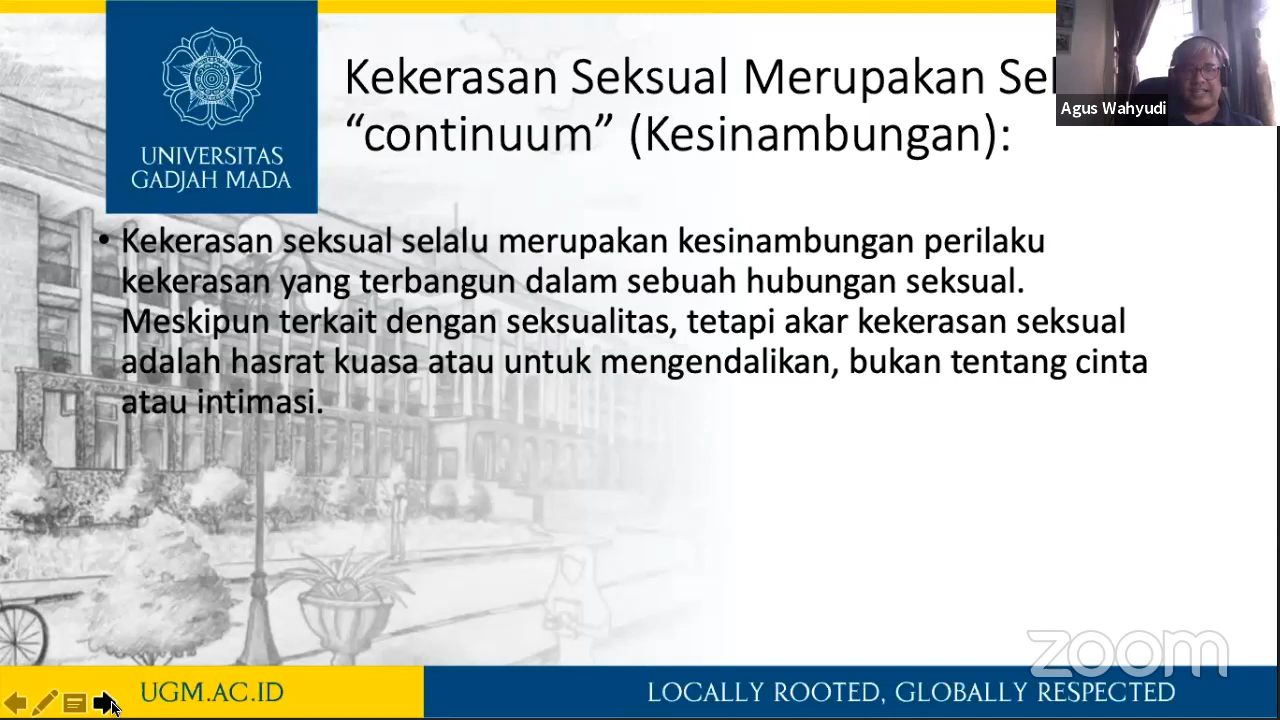 UNIVERSITAS
GADJAH MADA
Kekerasan Seksual Merupakan
“continuum” (Kesinambungan):
Agus Wahyudi
• Kekerasan seksual selalu merupakan kesinambungan perilaku
kekerasan yang terbangun dalam sebuah hubungan seksual.
Meskipun terkait dengan seksualitas, tetapi akar kekerasan seksual
adalah hasrat kuasa atau untuk mengendalikan, bukan tentang cinta
atau intimasi.
zoom
UGM.AC.ID
LOCALLY ROOTED, GLOBALLY RESPECTED